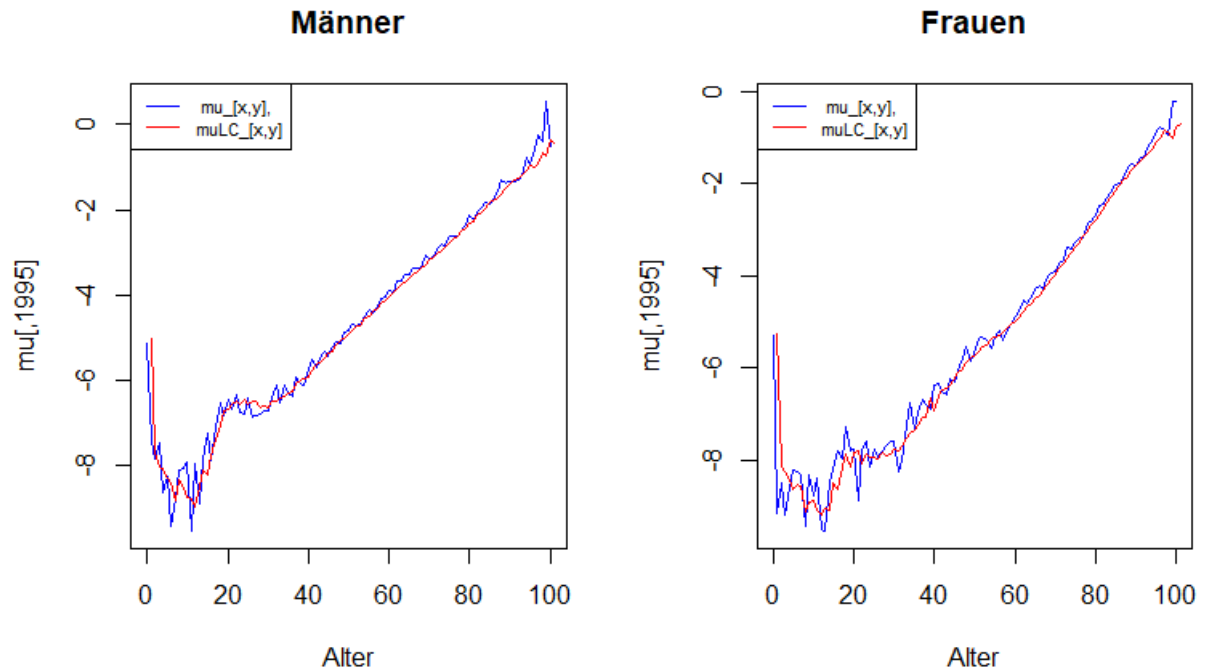 Männer
mu_[x,y],
muLC_[x,y]
0
-2
-4
-6
-8
mu[,1995]
0 20 40 60 80 100
Alter
Frauen
mu_[x,y],
muLC_[x,y]
0
-2
-4
-6
-8
mu[,1995]
0 20 40 60 80 100
Alter